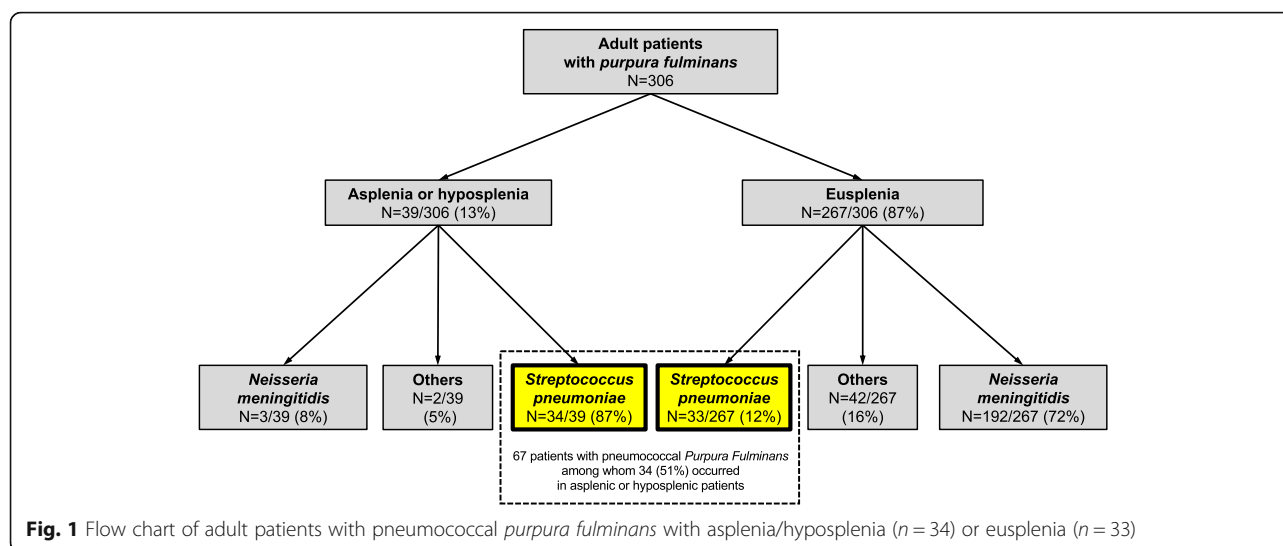 Adult patients
with purpura fulminans
N=306
Asplenia or hyposplenia
N=39/306 (13%)
Eusplenia
N=267/306 (87%)
Neisseria
meningitidis
N=3/39 (8%)
Others
N=2/39
(5%)
Streptococcus
pneumoniae
N=34/39 (87%)
Streptococcus
pneumoniae
N=33/267 (12%)
Others
N=42/267
(16%)
Neisseria
meningitidis
N=192/267 (72%)
67 patients with pneumococcal Purpura Fulminans
among whom 34 (51%) occurred
in asplenic or hyposplenic patients
Fig. 1 Flow chart of adult patients with pneumococcal purpura fulminans with asplenia/hyposplenia (n = 34) or eusplenia (n = 33)